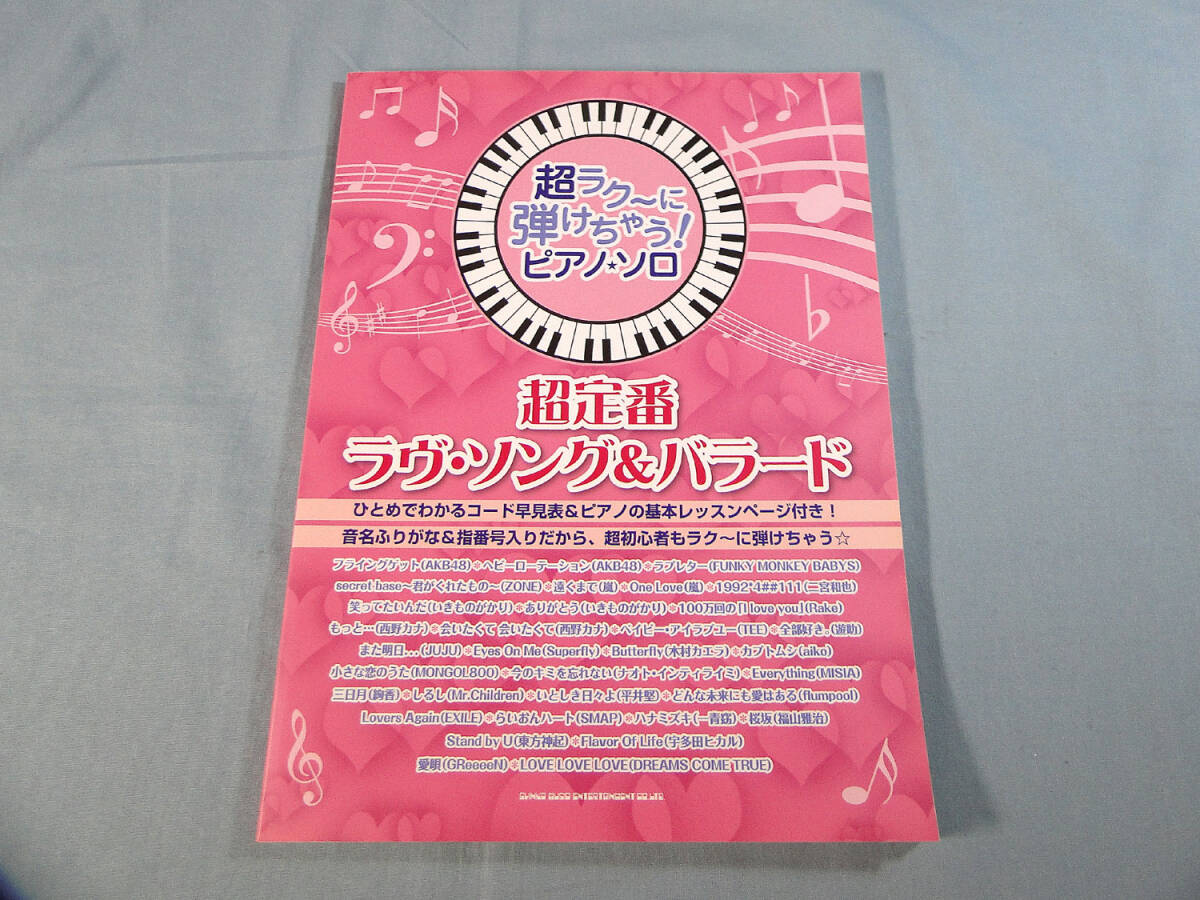 超ラク〜に
弾けちゃう!
ピアノ★ソロ
超定番
ラヴ・ソング&バラード
ひとめでわかるコード早見表&ピアノの基本レッスンページ付き!
音名ふりがな&指番号入りだから、超初心者もラク〜に弾けちゃう☆
フライングゲット(AKB48)*ヘビーローテーション(AKB48)*ラブレター(FUNKY MONKEY BABYS)
secret base〜君がくれたもの〜(ZONE)*遠くまで(嵐)*One Love(嵐)*1992*4##111(二宮和也)
笑ってたいんだ(いきものがかり)*ありがとう(いきものがかり)*100万回の「I love you」(Rake)
もっと…(西野カナ)*会いたくて 会いたくて(西野カナ)*ベイビー・アイラブユー(TEE)*全部好き。(遊助)
また明日...(JUJU)*Eyes On Me(Superfly)*Butterfly(木村カエラ)*カブトムシ(aiko)
小さな恋のうた(MONGOL800)*今のキミを忘れない(ナオト・インティライミ)*Everything(MISIA)
三日月(絢香)*しるし(Mr.Children)*いとしき日々よ(平井堅)*どんな未来にも愛はある(flumpool)
Lovers Again(EXILE)*らいおんハート(SMAP)*ハナミズキ(一青窈)*桜坂(福山雅治)
Stand by U(東方神起)*Flavor Of Life(宇多田ヒカル)
愛唄(GReeeeN)*LOVE LOVE LOVE(DREAMS COME TRUE)
SHINKO MUSIC ENTERTAINMENT CO.,LTD.